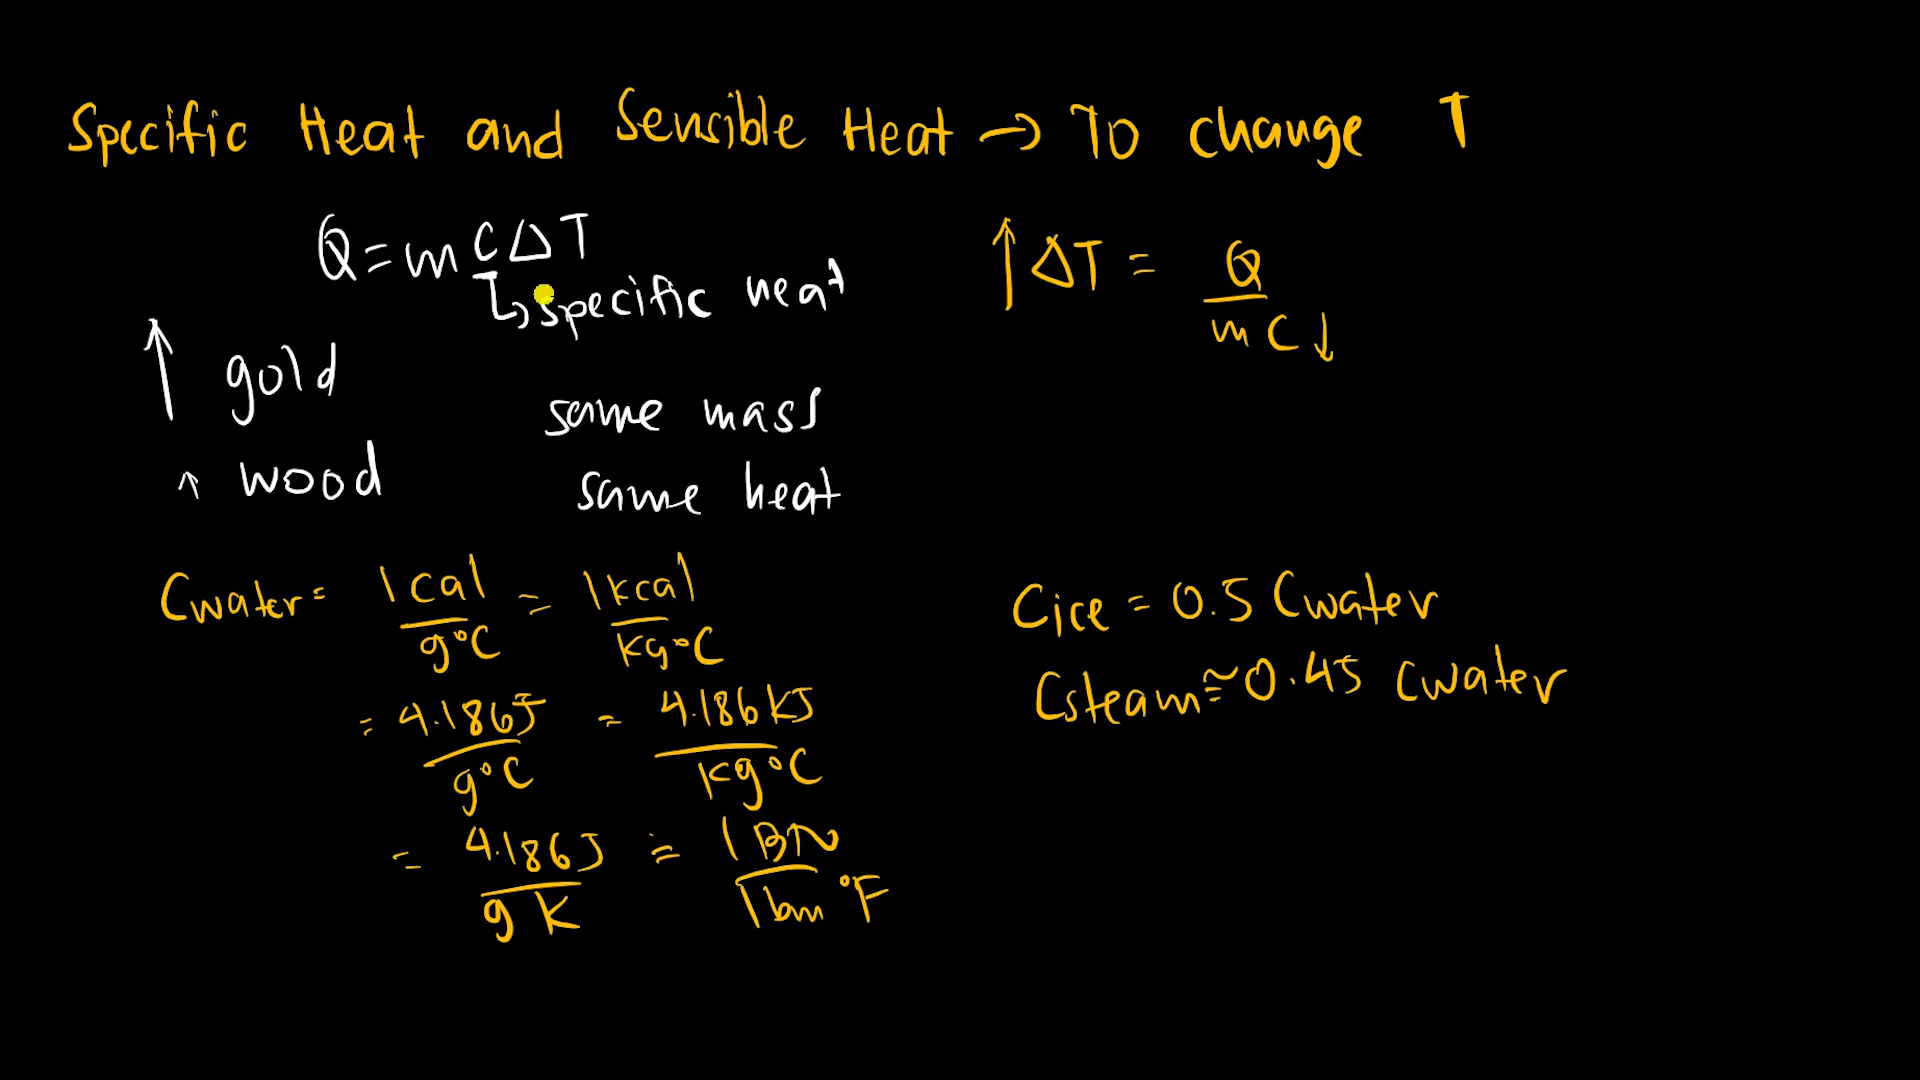 Specific Heat and Sensible Heat → To change T
Q = mCΔT
↳ specific heat
↑ ΔT = Q / mC↓
↑ gold
same mass
↑ wood
same heat
Cwater = 1 cal / g°C = 1 kcal / kg°C
= 4.186 J / g°C = 4.186 kJ / kg°C
= 4.186 J / g K = 1 BTU / lbm °F
Cice = 0.5 Cwater
Csteam ≈ 0.45 Cwater